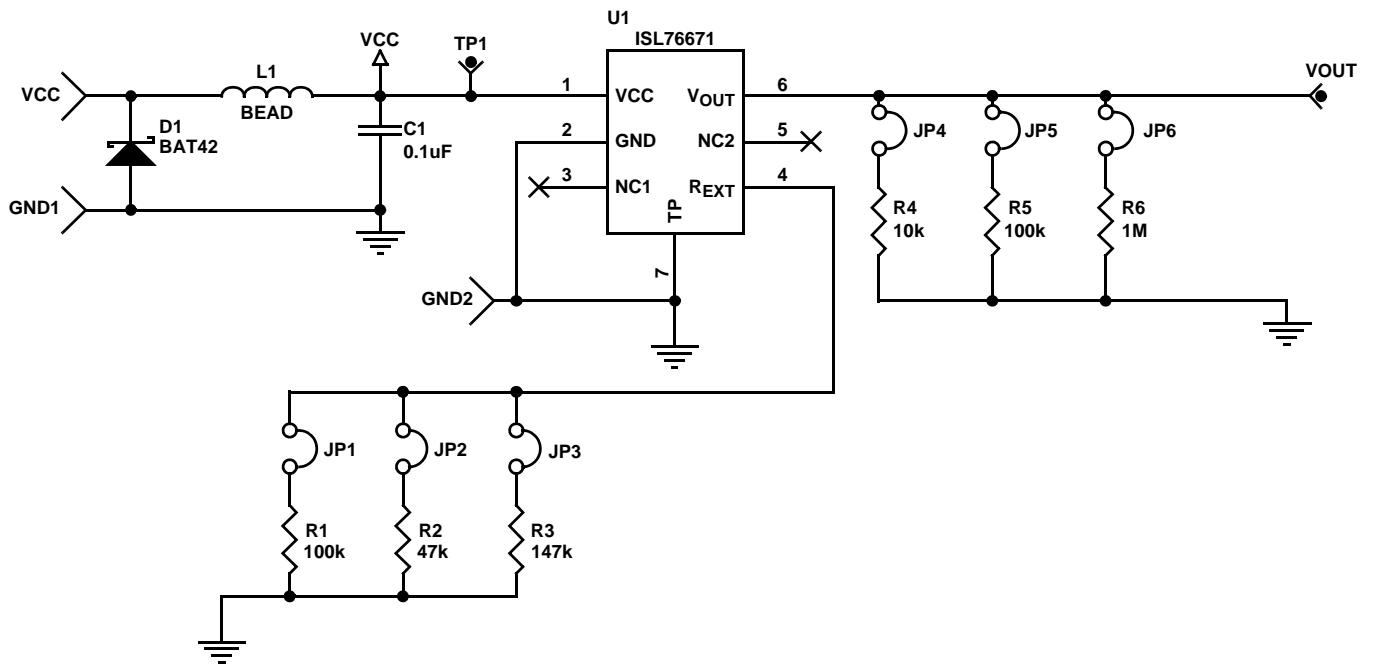 U1
ISL76671
VCC
TP1
VCC
L1
BEAD
D1
BAT42
C1
0.1uF
GND1
1
VCC
2
GND
3
NC1
VOUT
6
NC2
5
REXT
4
TP
7
GND2
VOUT
JP4
JP5
JP6
R4
10k
R5
100k
R6
1M
JP1
JP2
JP3
R1
100k
R2
47k
R3
147k